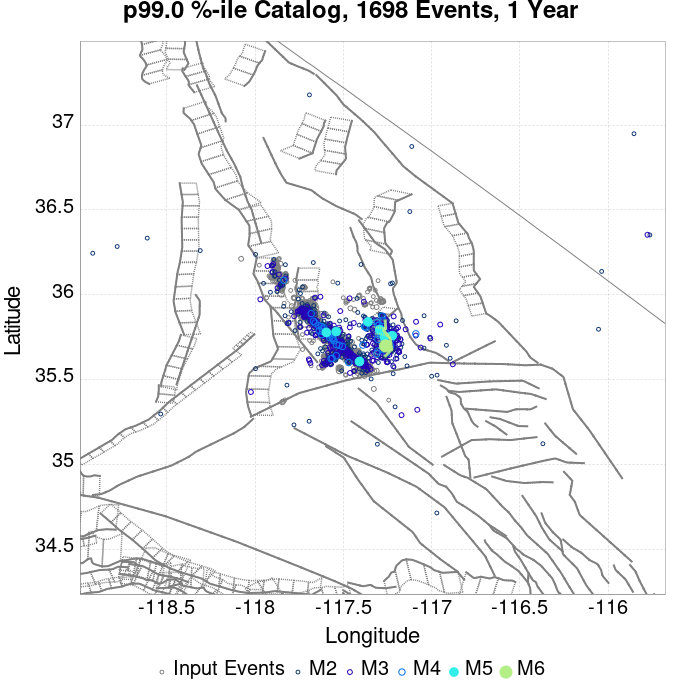 p99.0 %-ile Catalog, 1698 Events, 1 Year
37
36.5
36
35.5
35
34.5
Latitude
-118.5 -118 -117.5 -117 -116.5 -116
Longitude
Input Events M2 M3 M4 M5 M6